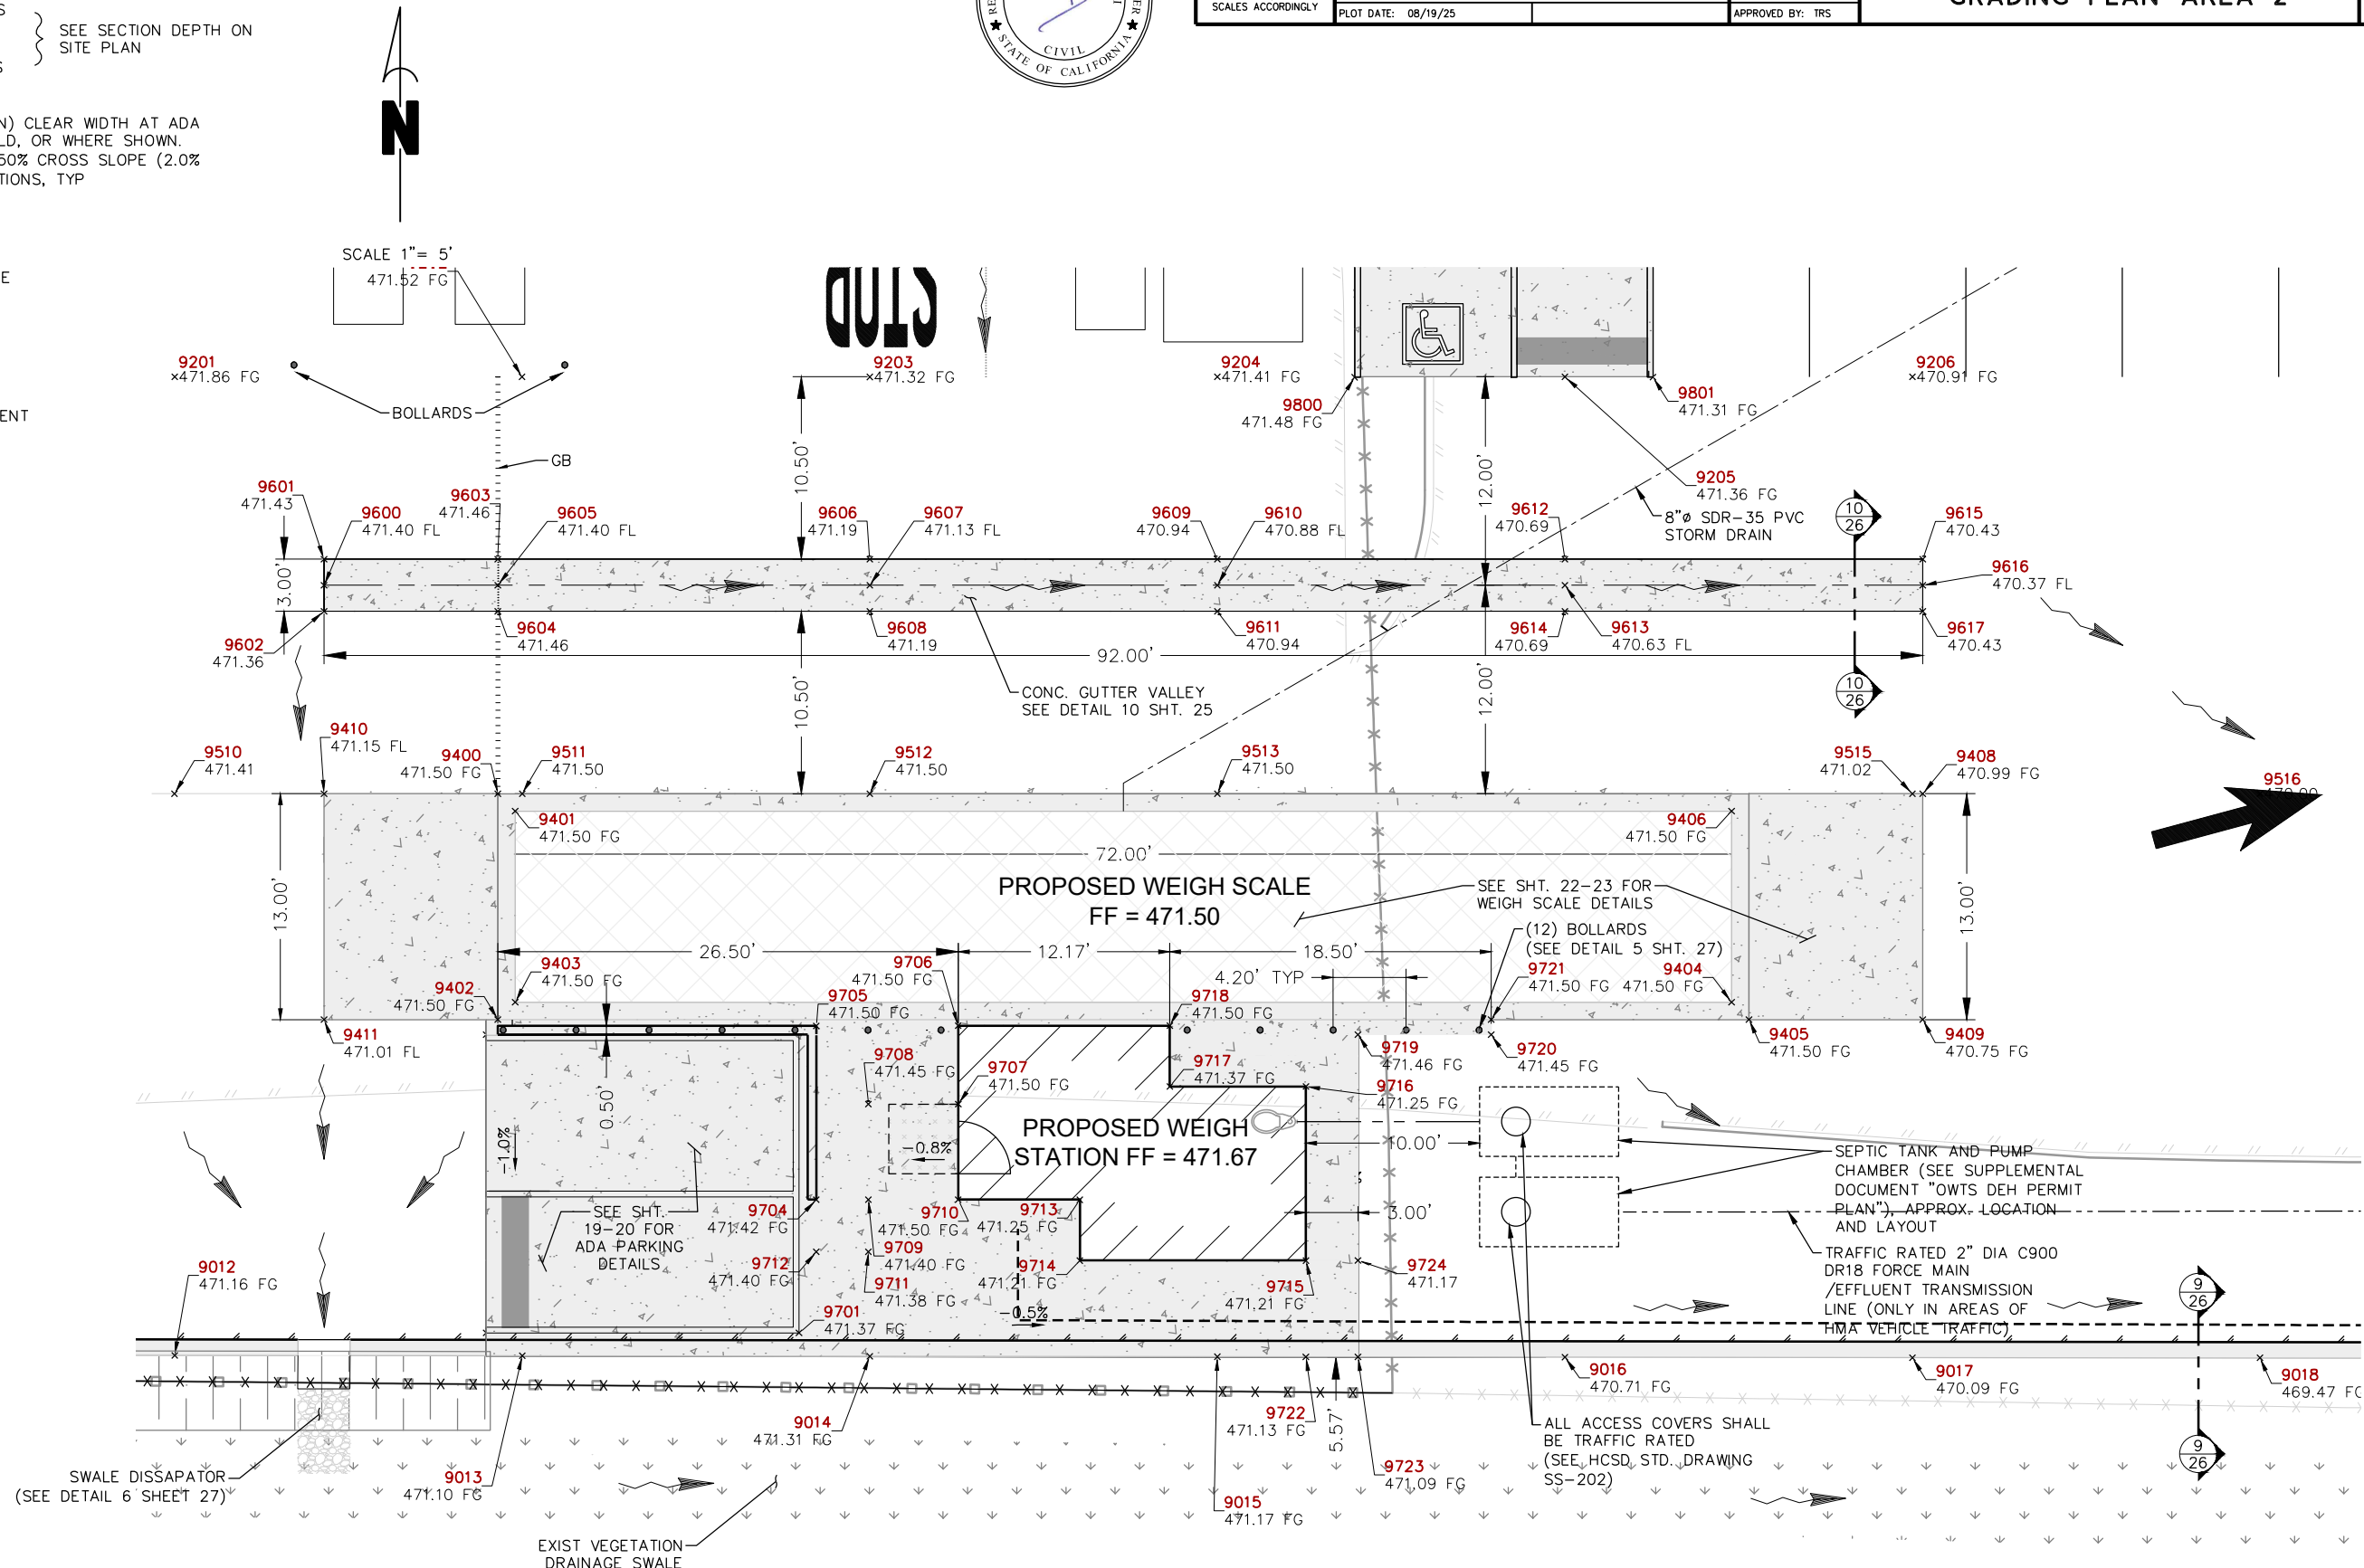 SEE SECTION DEPTH ON
SITE PLAN
N) CLEAR WIDTH AT ADA
LD, OR WHERE SHOWN.
50% CROSS SLOPE (2.0%
TIONS, TYP
ENT
N
SCALE 1"= 5'
CIVIL
STATE OF CALIFORNIA
SCALES ACCORDINGLY
PLOT DATE: 08/19/25
APPROVED BY: TRS
GRADING PLAN AREA 2
471.52 FG
STOP
9201
471.86 FG
9203
471.32 FG
9204
471.41 FG
9206
470.91 FG
BOLLARDS
9800
471.48 FG
9801
471.31 FG
GB
10.50'
12.00'
9205
471.36 FG
8"ø SDR-35 PVC
STORM DRAIN
9601
471.43
9600
471.40 FL
9603
471.46
9605
471.40 FL
9606
471.19
9607
471.13 FL
9609
470.94
9610
470.88 FL
9612
470.69
10
26
9615
470.43
3.00'
9616
470.37 FL
9602
471.36
9604
471.46
9608
471.19
9611
470.94
9614
470.69
9613
470.63 FL
9617
470.43
92.00'
CONC. GUTTER VALLEY
SEE DETAIL 10 SHT. 25
10.50'
12.00'
10
26
9510
471.41
9410
471.15 FL
9400
471.50 FG
9511
471.50
9512
471.50
9513
471.50
9515
471.02
9408
470.99 FG
9516
9401
471.50 FG
9406
471.50 FG
72.00'
PROPOSED WEIGH SCALE
FF = 471.50
SEE SHT. 22-23 FOR
WEIGH SCALE DETAILS
13.00'
13.00'
(12) BOLLARDS
(SEE DETAIL 5 SHT. 27)
26.50'
12.17'
18.50'
4.20' TYP
9402
471.50 FG
9403
471.50 FG
9706
471.50 FG
9705
471.50 FG
9718
471.50 FG
9721
471.50 FG
9404
471.50 FG
9411
471.01 FL
9708
471.45 FG
9707
471.50 FG
9717
471.37 FG
9719
471.46 FG
9720
471.45 FG
9405
471.50 FG
9409
470.75 FG
9716
471.25 FG
0.50'
-1.0%
-0.8%
PROPOSED WEIGH
STATION FF = 471.67
10.00'
3.00'
SEPTIC TANK AND PUMP
CHAMBER (SEE SUPPLEMENTAL
DOCUMENT "OWTS DEH PERMIT
PLAN"), APPROX. LOCATION
AND LAYOUT
SEE SHT.
19-20 FOR
ADA PARKING
DETAILS
9704
471.42 FG
9710
471.50 FG
9713
471.25 FG
9709
471.40 FG
9712
471.40 FG
9711
471.38 FG
9714
471.21 FG
9715
471.21 FG
9724
471.17
TRAFFIC RATED 2" DIA C900
DR18 FORCE MAIN
/EFFLUENT TRANSMISSION
LINE (ONLY IN AREAS OF
HMA VEHICLE TRAFFIC)
9
26
9012
471.16 FG
9701
471.37 FG
-0.5%
9016
470.71 FG
9017
470.09 FG
9018
469.47 FG
9014
471.31 FG
9722
471.13 FG
5.57'
ALL ACCESS COVERS SHALL
BE TRAFFIC RATED
(SEE HCSD STD. DRAWING
SS-202)
9
26
SWALE DISSAPATOR
(SEE DETAIL 6 SHEET 27)
9013
471.10 FG
9015
471.17 FG
9723
471.09 FG
EXIST VEGETATION
DRAINAGE SWALE